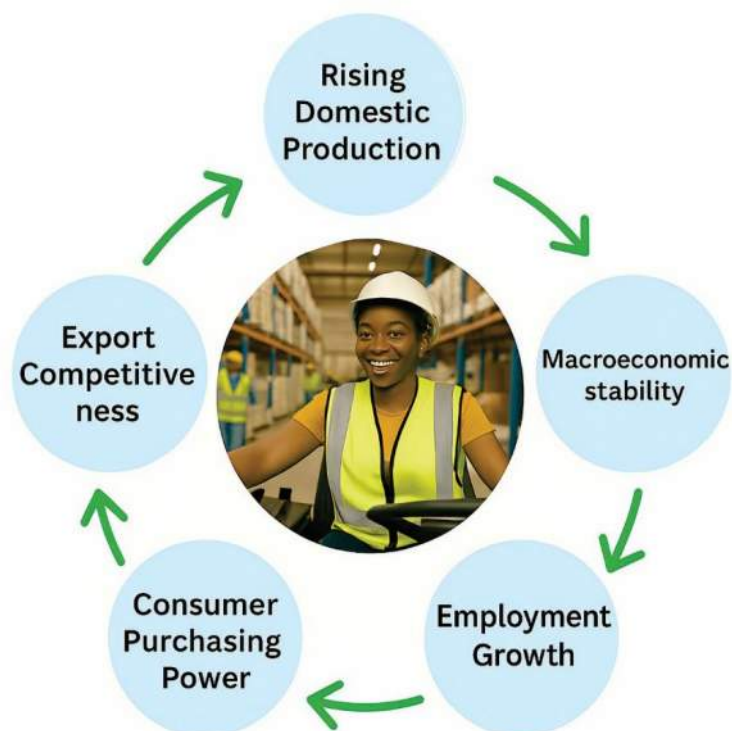 Rising
Domestic
Production
Macroeconomic
stability
Employment
Growth
Consumer
Purchasing
Power
Export
Competitive
ness